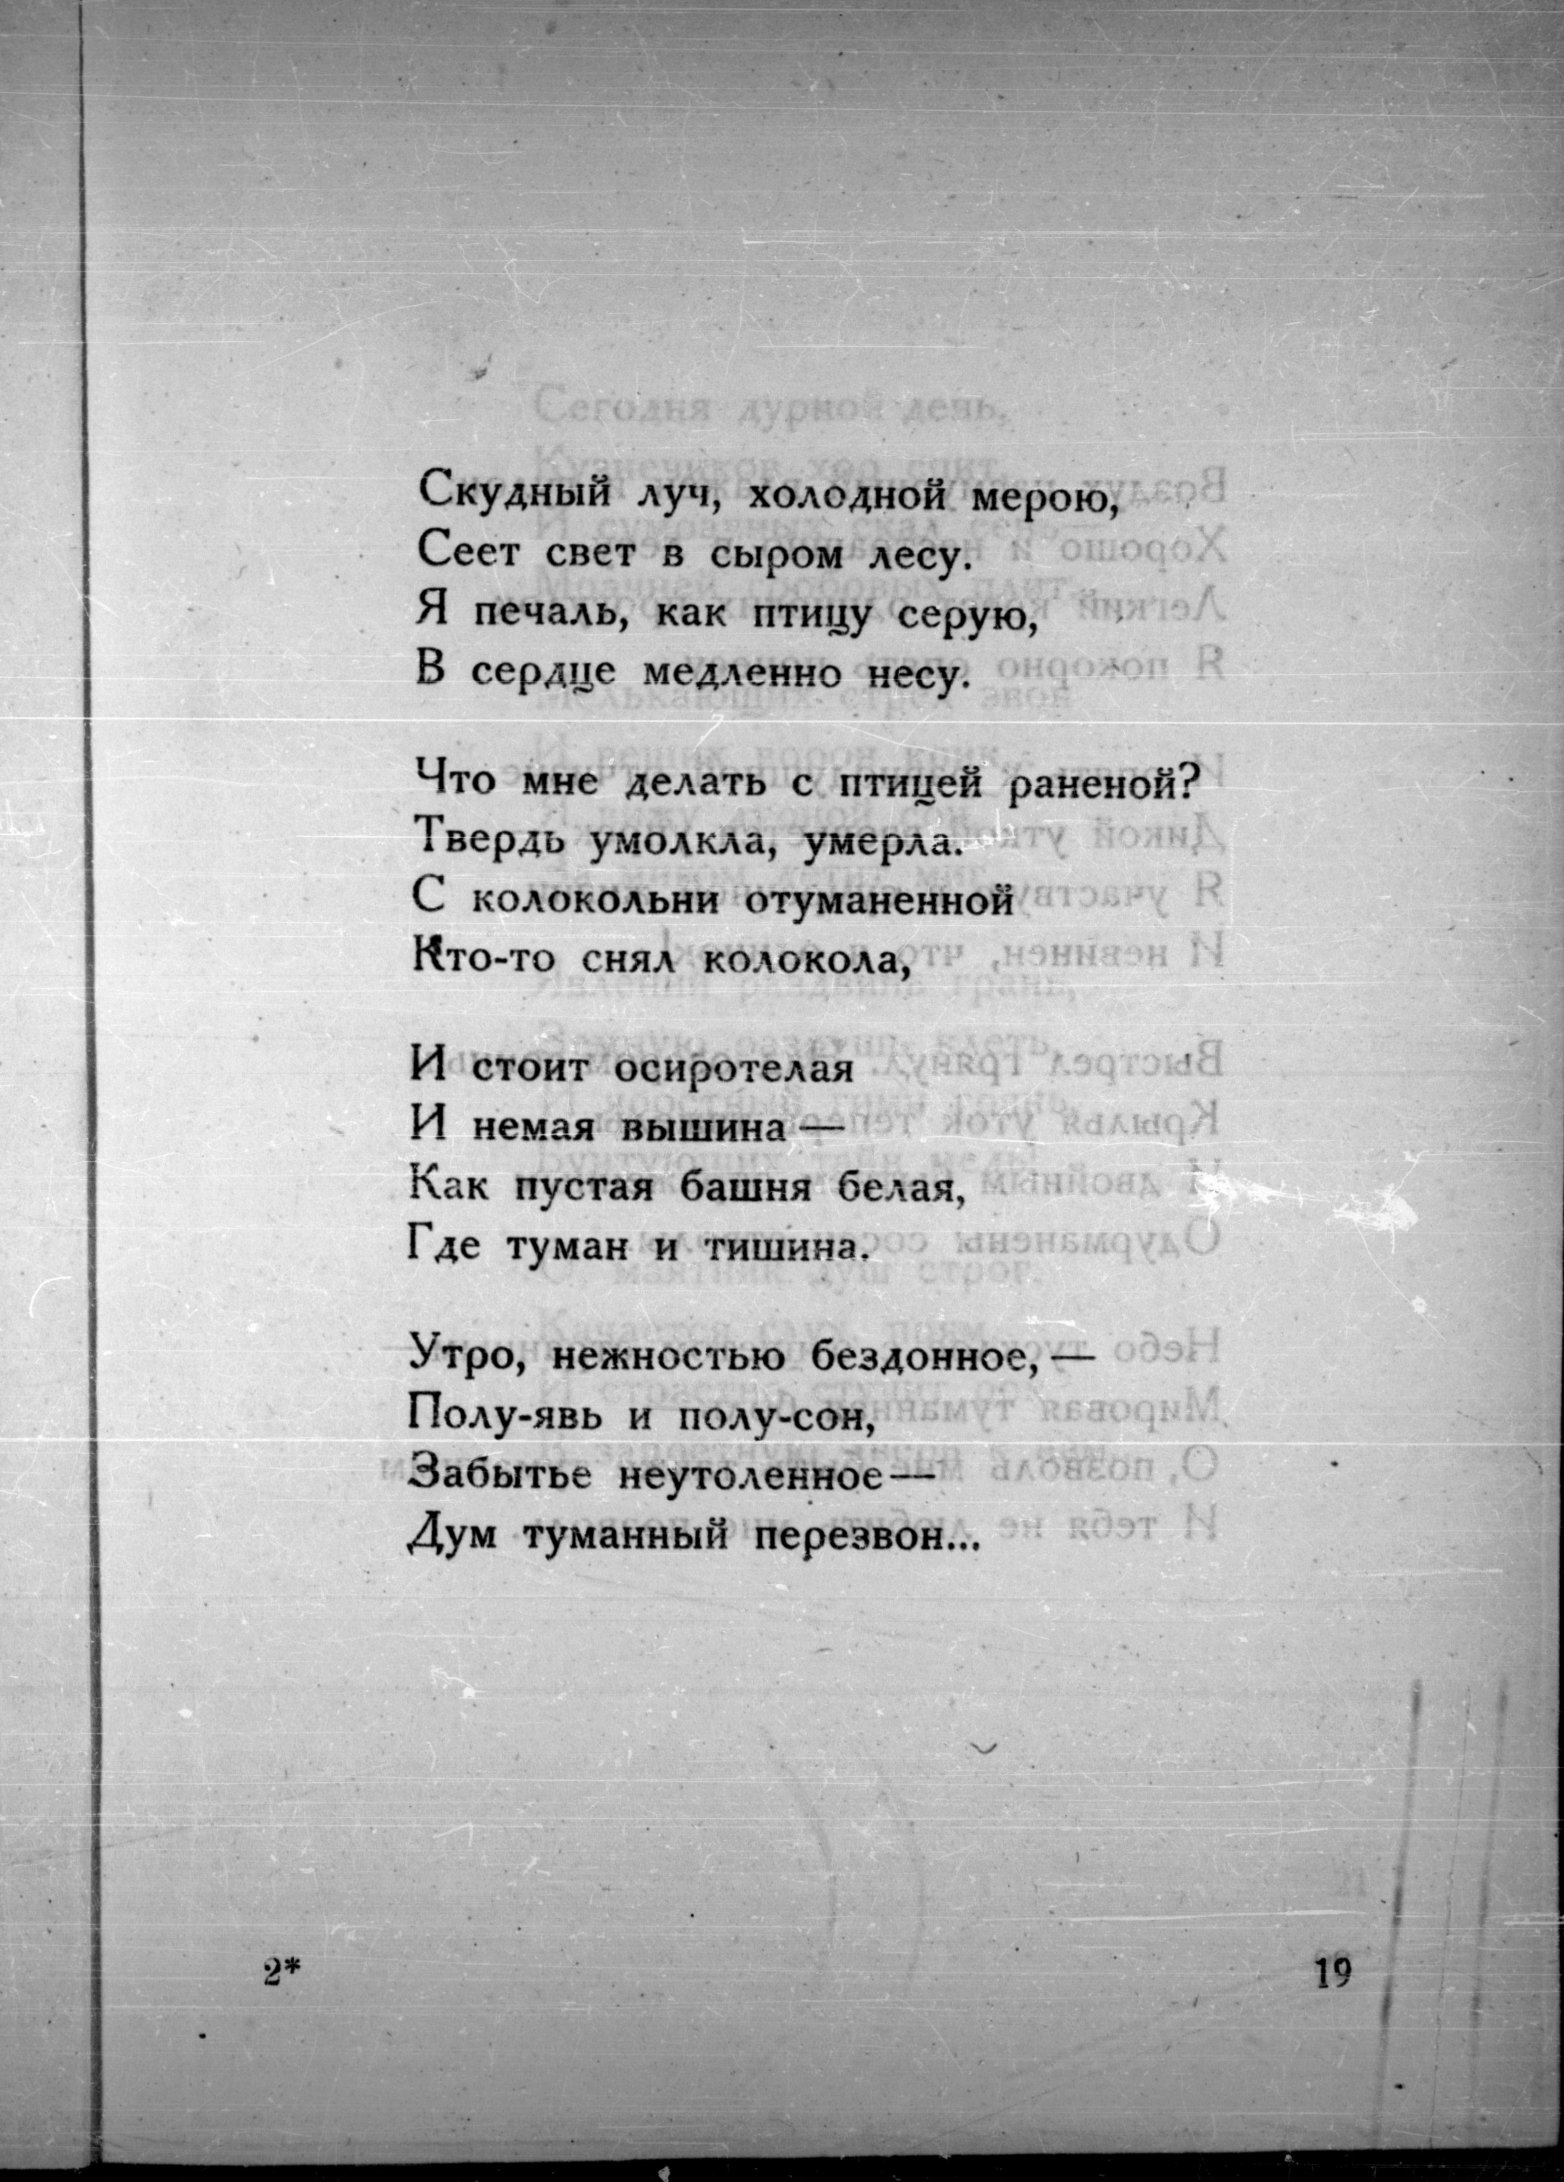 Скудный луч, холодной мерою,
Сеет свет в сыром лесу.
Я печаль, как птицу серую,
В сердце медленно несу.
Что мне делать с птицей раненой?
Твердь умолкла, умерла.
С колокольни отуманенной
Кто-то снял колокола,
И стоит осиротелая
И немая вышина —
Как пустая башня белая,
Где туман и тишина.
Утро, нежностью бездонное, —
Полу-явь и полу-сон,
Забытье неутоленное —
Дум туманный перезвон...
2* 19